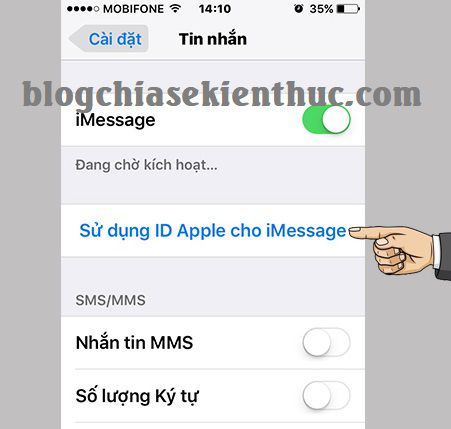 MOBIFONE 14:10 35%
Cài đặt Tin nhắn
blogchiasekienthuc.com
iMessage
Đang chờ kích hoạt...
Sử dụng ID Apple cho iMessage
SMS/MMS
Nhắn tin MMS
Số lượng Ký tự